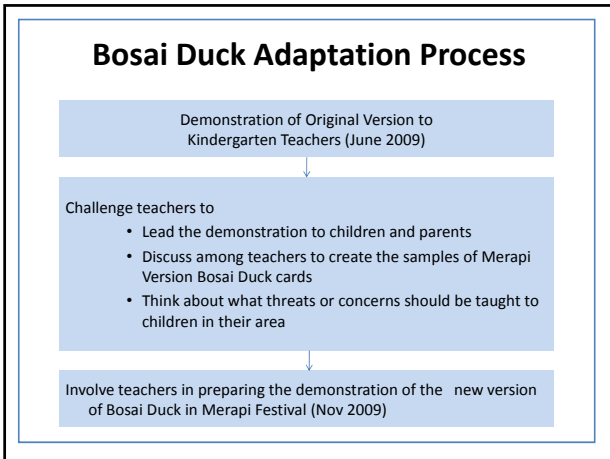 Bosai Duck Adaptation Process
Demonstration of Original Version to
Kindergarten Teachers (June 2009)
Challenge teachers to
• Lead the demonstration to children and parents
• Discuss among teachers to create the samples of Merapi
Version Bosai Duck cards
• Think about what threats or concerns should be taught to
children in their area
Involve teachers in preparing the demonstration of the new version
of Bosai Duck in Merapi Festival (Nov 2009)